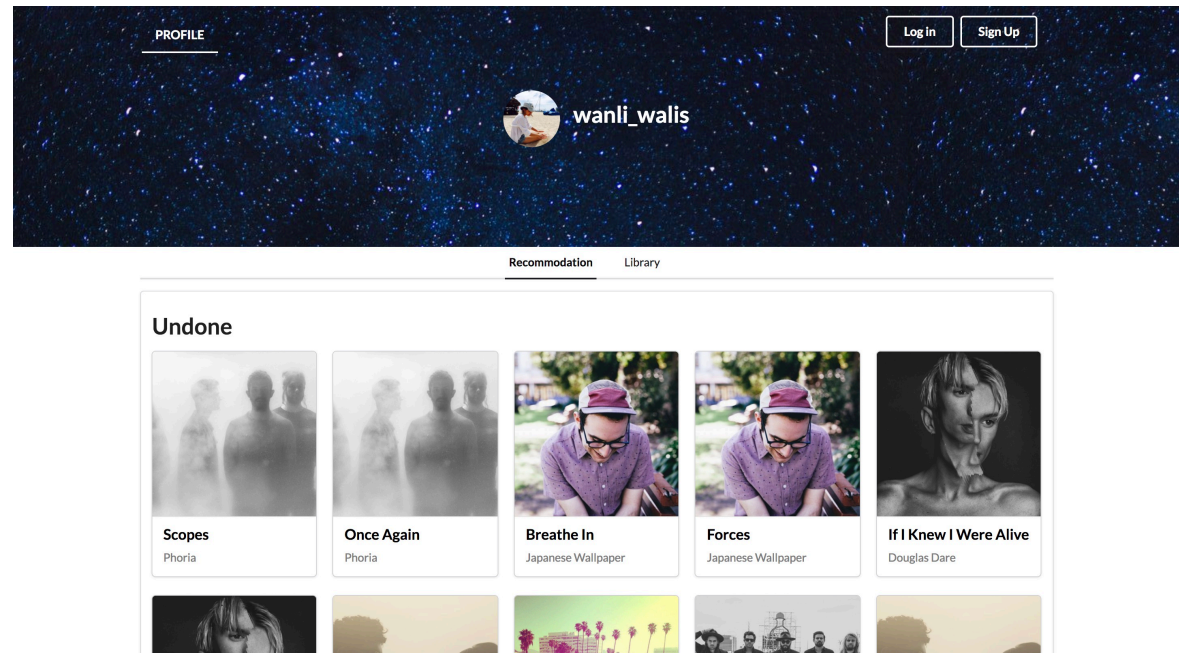 PROFILE
Log in
Sign Up
wanli_walis
Recommodation
Library
Undone
Scopes
Phoria
Once Again
Phoria
Breathe In
Japanese Wallpaper
Forces
Japanese Wallpaper
If I Knew I Were Alive
Douglas Dare